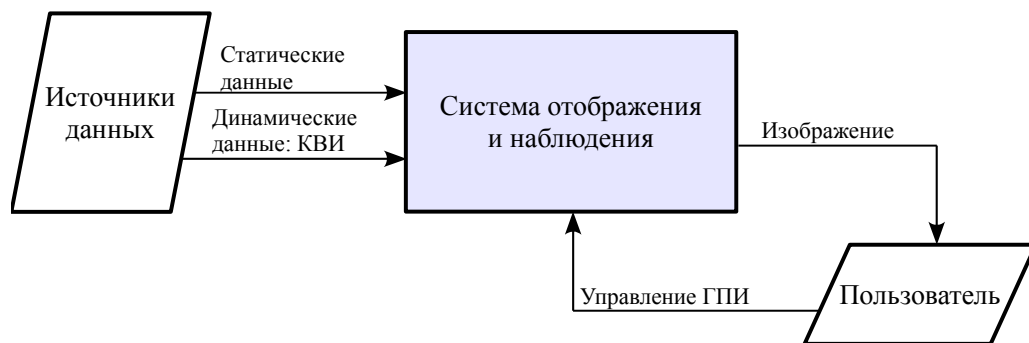 Источники
данных
Статические
данные
Динамические
данные: КВИ
Система отображения
и наблюдения
Изображение
Управление ГПИ
Пользователь